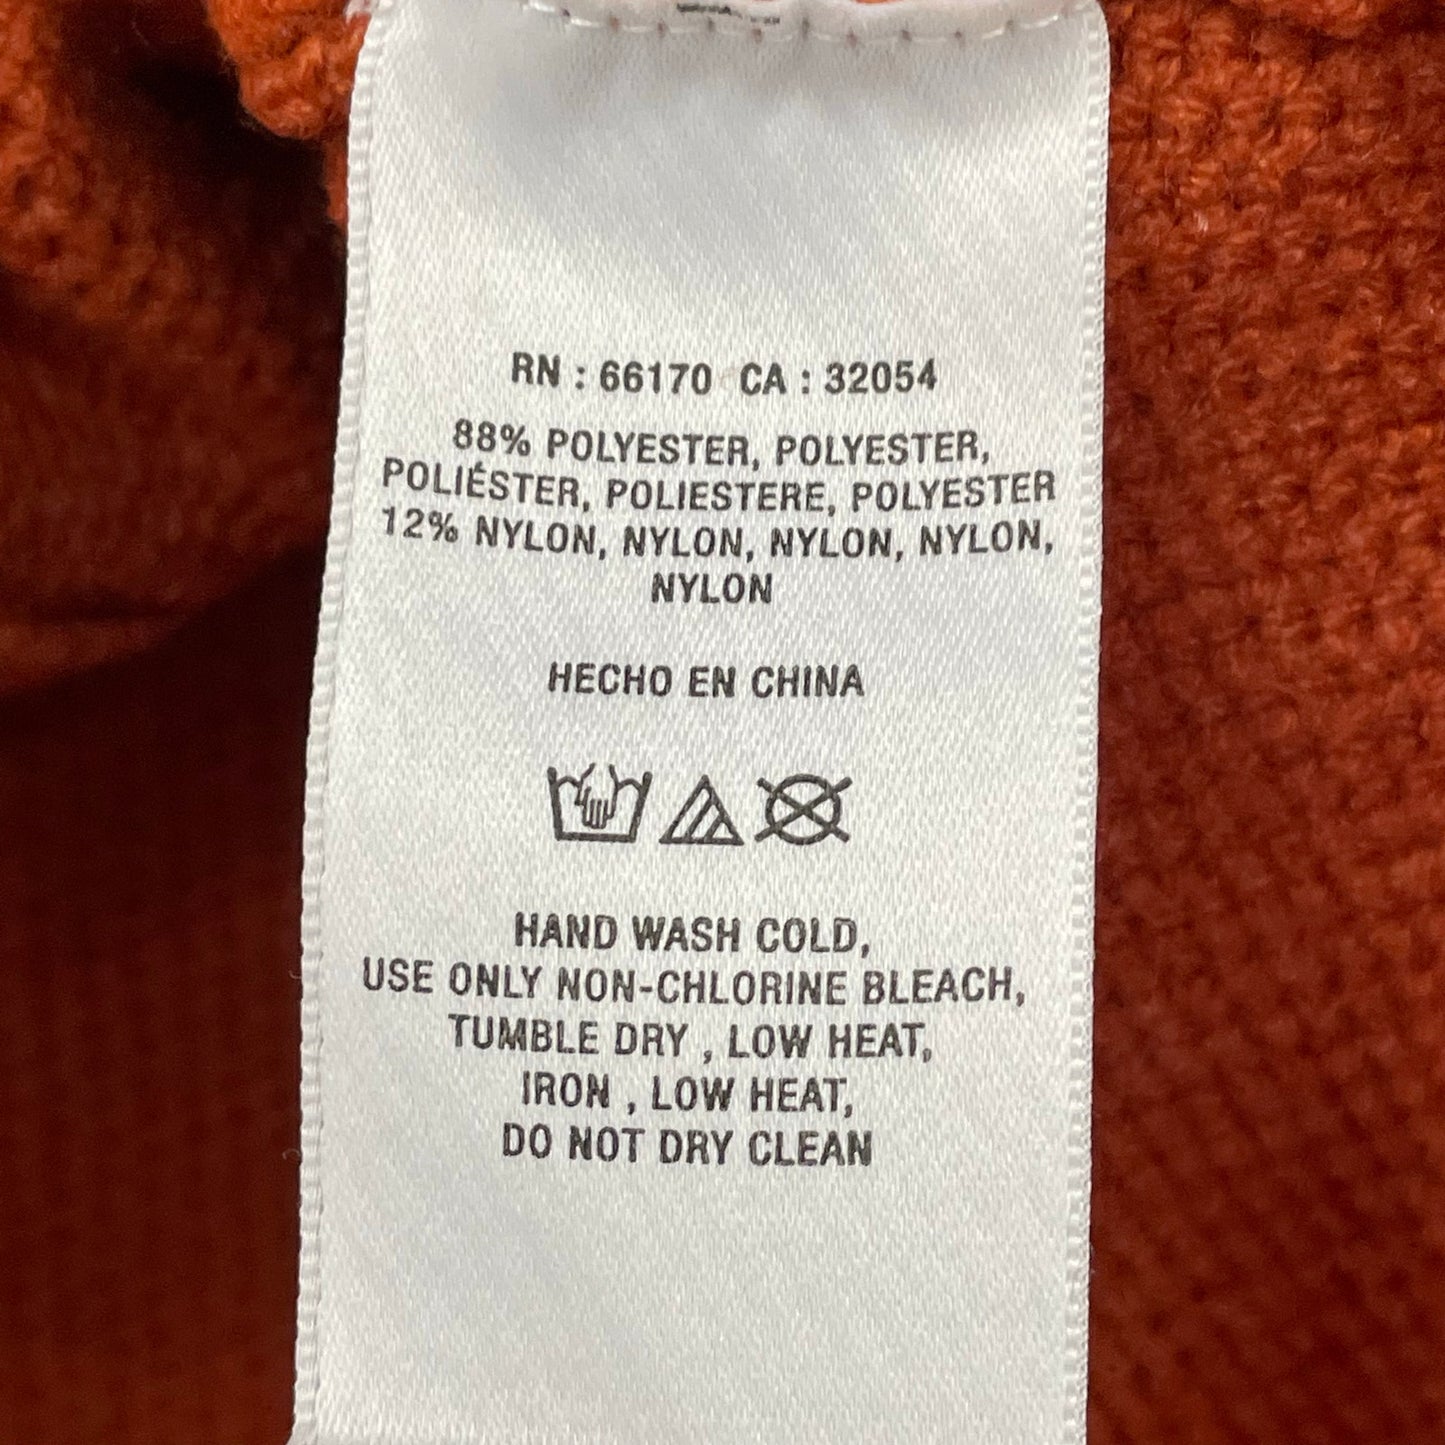 RN : 66170 CA : 32054
88% POLYESTER, POLYESTER,
POLIÉSTER, POLIESTERE, POLYESTER
12% NYLON, NYLON, NYLON, NYLON,
NYLON
HECHO EN CHINA
HAND WASH COLD,
USE ONLY NON-CHLORINE BLEACH,
TUMBLE DRY , LOW HEAT,
IRON , LOW HEAT,
DO NOT DRY CLEAN